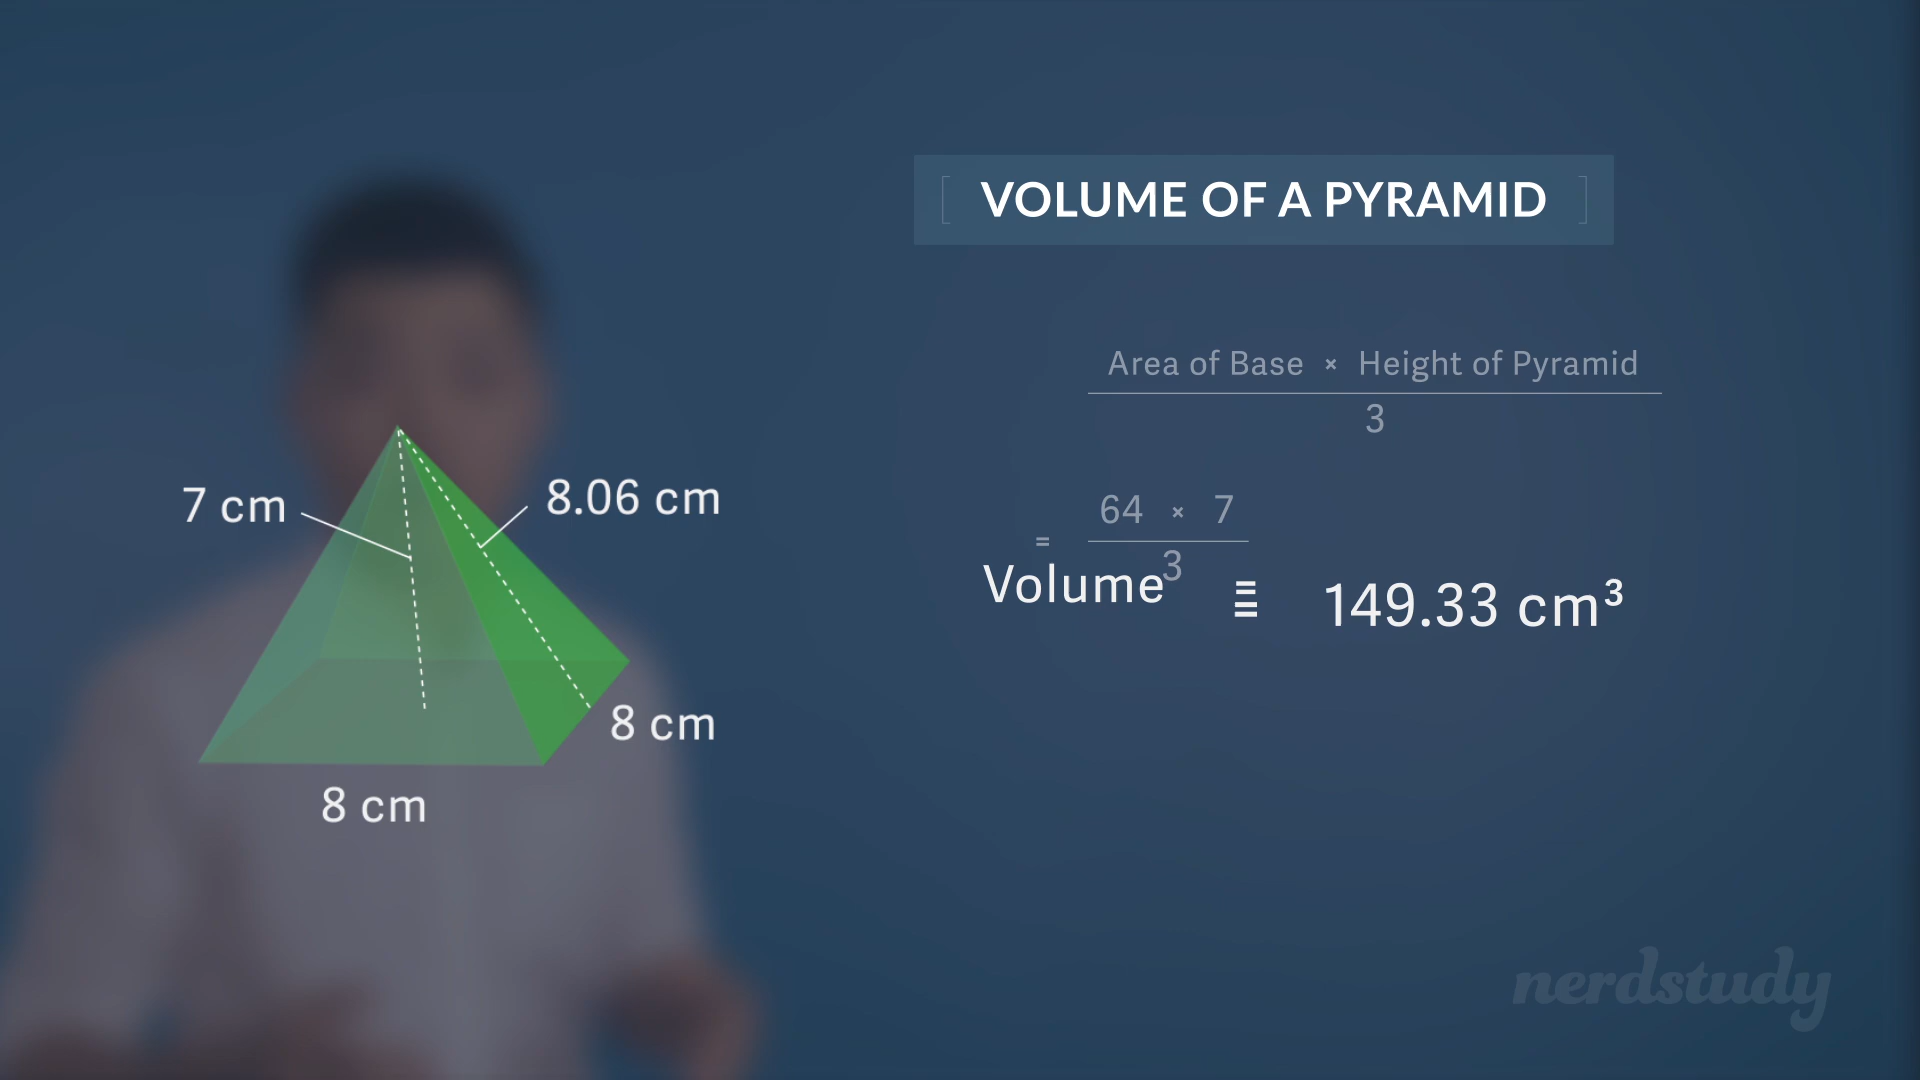 VOLUME OF A PYRAMID
Area of Base × Height of Pyramid
3
7 cm
8.06 cm
64 × 7
=
3
Volume
= 149.33 cm³
8 cm
8 cm
nerdstudy